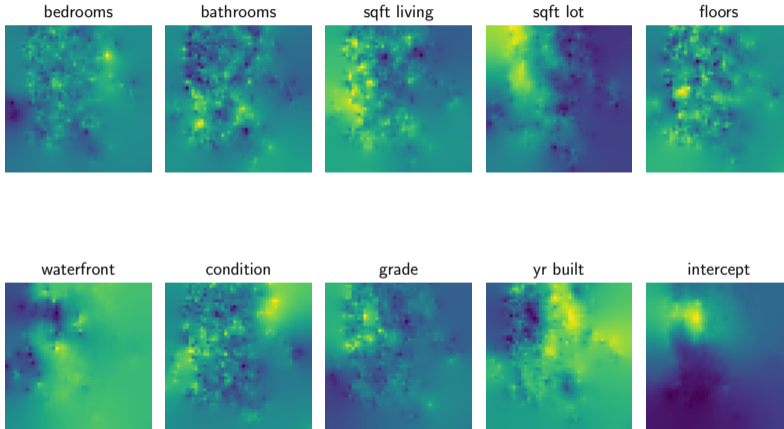 bedrooms
bathrooms
sqft living
sqft lot
floors
waterfront
condition
grade
yr built
intercept